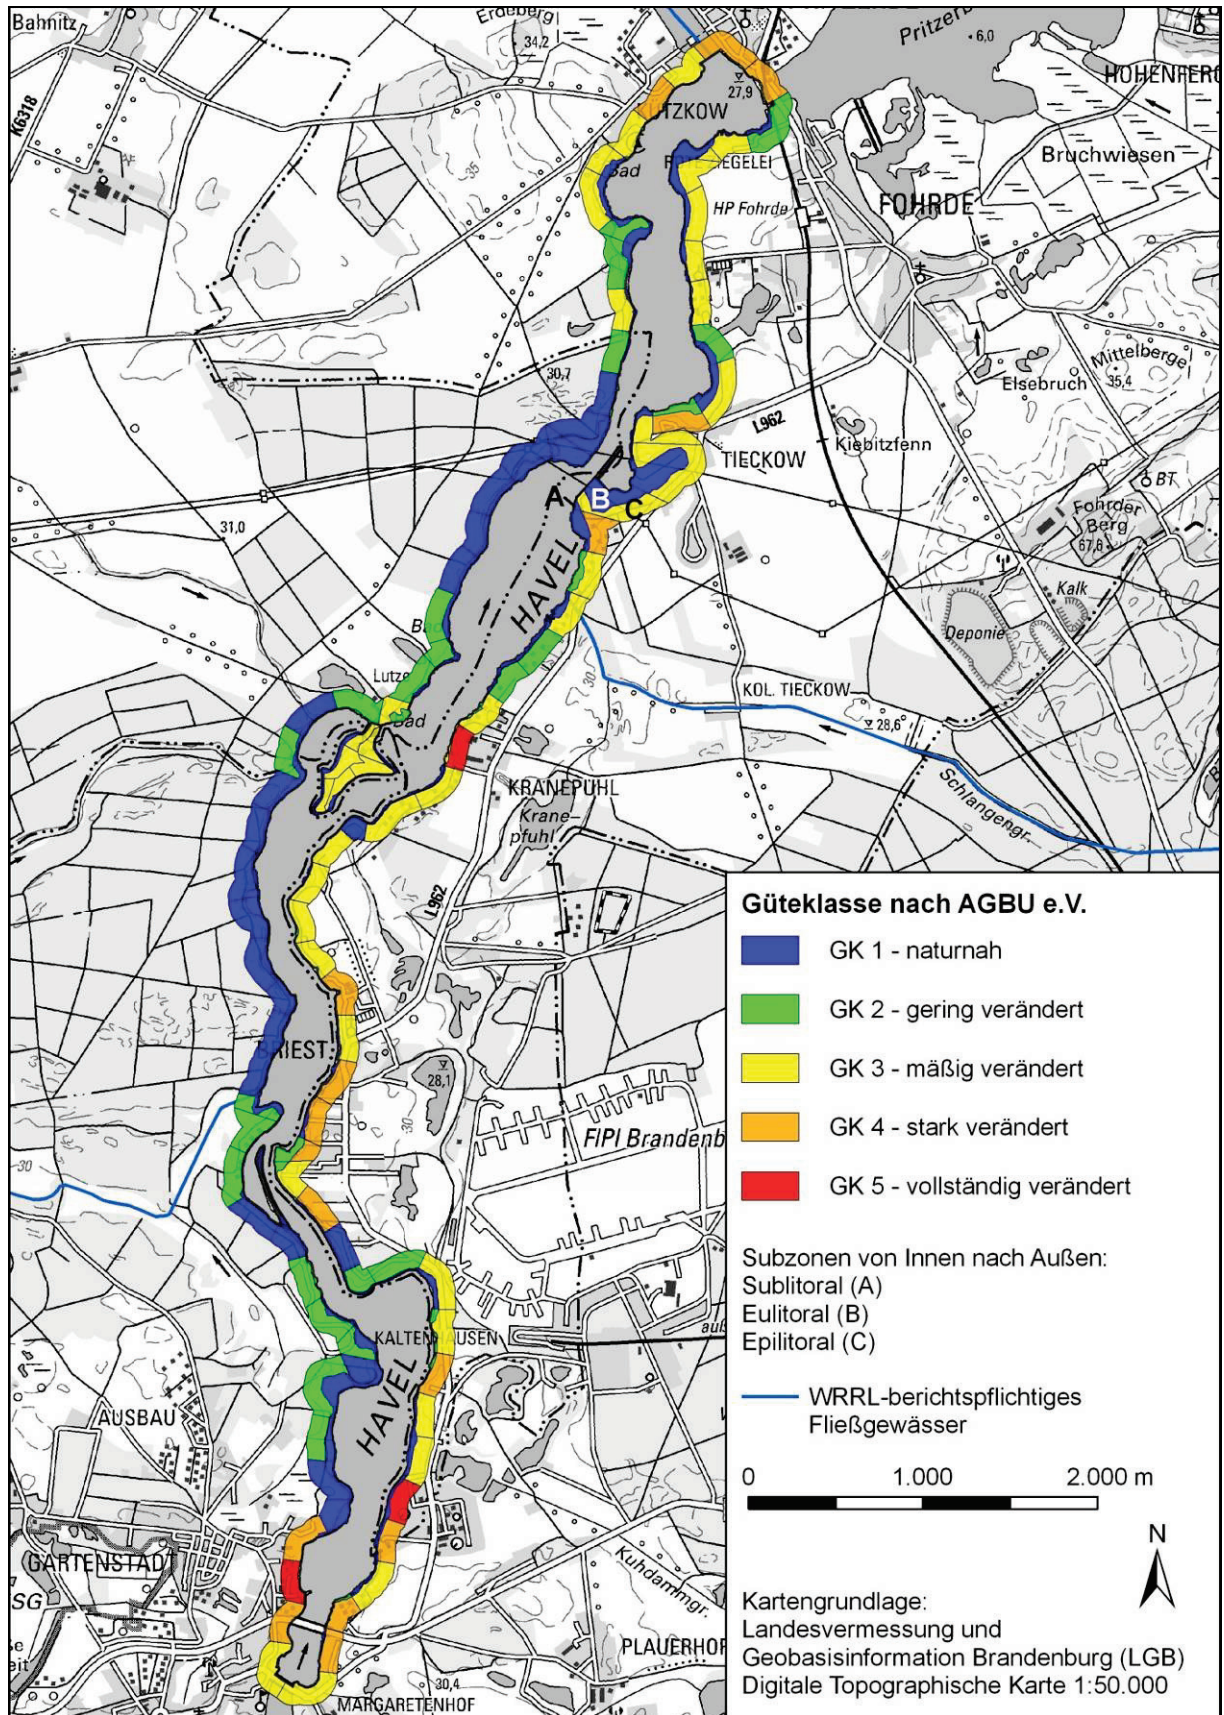 Bahnitz
Erdeberg
34,2
Pritzerb
6,0
HOHENFERC
K6318
27,9
TZKOW
Bruchwiesen
35
Bad
HP Fohrde
FOHRDE
Mittelberge
35,4
Elsebruch
30,7
L962
Kiebitzfenn
TIECKOW
BT
A
B
C
31,0
Fohrder
Berg
67,6
HAVEL
Kalk
Deponie
Lutze
30
KOL. TIECKOW
Bad
28,6
Schlangengr.
KRANEPUHL
Krane-
pfuhl
L962
BRIEST
28,1
30
FlPl Brandenb
30
KALTENHAUSEN
auß
HAVEL
AUSBAU
GARTENSTADT
SG
Kuhdammgr.
PLAUERHOF
30,4
MARGARETENHOF
Güteklasse nach AGBU e.V.
GK 1 - naturnah
GK 2 - gering verändert
GK 3 - mäßig verändert
GK 4 - stark verändert
GK 5 - vollständig verändert
Subzonen von Innen nach Außen:
Sublitoral (A)
Eulitoral (B)
Epilitoral (C)
WRRL-berichtspflichtiges
Fließgewässer
0 1.000 2.000 m
N
Kartengrundlage:
Landesvermessung und
Geobasisinformation Brandenburg (LGB)
Digitale Topographische Karte 1:50.000